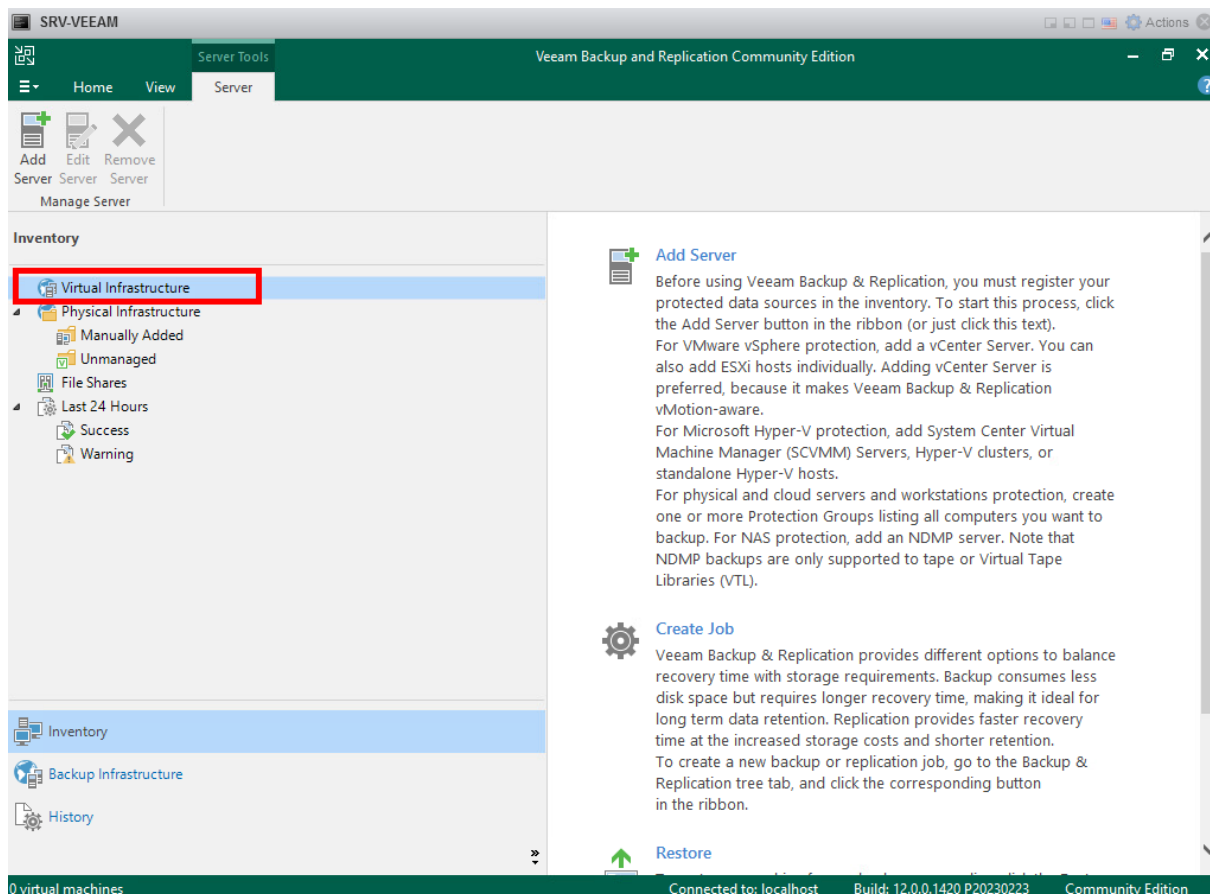 SRV-VEEAM
Actions
Server Tools
Veeam Backup and Replication Community Edition
Home
View
Server
Add
Server
Edit
Server
Remove
Server
Manage Server
Inventory
Virtual Infrastructure
Physical Infrastructure
Manually Added
Unmanaged
File Shares
Last 24 Hours
Success
Warning
Inventory
Backup Infrastructure
History
Add Server
Before using Veeam Backup & Replication, you must register your
protected data sources in the inventory. To start this process, click
the Add Server button in the ribbon (or just click this text).
For VMware vSphere protection, add a vCenter Server. You can
also add ESXi hosts individually. Adding vCenter Server is
preferred, because it makes Veeam Backup & Replication
vMotion-aware.
For Microsoft Hyper-V protection, add System Center Virtual
Machine Manager (SCVMM) Servers, Hyper-V clusters, or
standalone Hyper-V hosts.
For physical and cloud servers and workstations protection, create
one or more Protection Groups listing all computers you want to
backup. For NAS protection, add an NDMP server. Note that
NDMP backups are only supported to tape or Virtual Tape
Libraries (VTL).
Create Job
Veeam Backup & Replication provides different options to balance
recovery time with storage requirements. Backup consumes less
disk space but requires longer recovery time, making it ideal for
long term data retention. Replication provides faster recovery
time at the increased storage costs and shorter retention.
To create a new backup or replication job, go to the Backup &
Replication tree tab, and click the corresponding button
in the ribbon.
Restore
0 virtual machines
Connected to: localhost
Build: 12.0.0.1420 P20230223
Community Edition